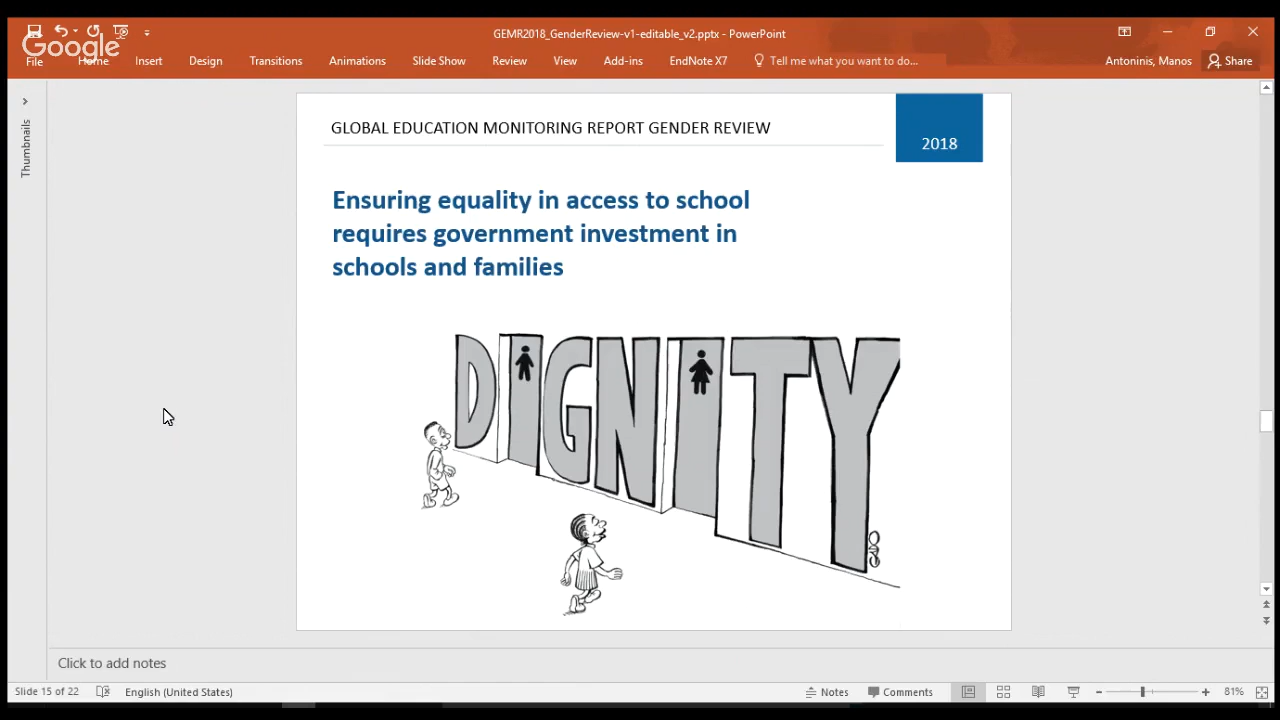 GEMR2018_GenderReview-v1-editable_v2.pptx - PowerPoint
Google
File Home Insert Design Transitions Animations Slide Show Review View Add-ins EndNote X7 Tell me what you want to do... Antoninis, Manos Share
Thumbnails
GLOBAL EDUCATION MONITORING REPORT GENDER REVIEW
2018
Ensuring equality in access to school
requires government investment in
schools and families
DIGNITY
Click to add notes
Slide 15 of 22 English (United States) Notes Comments 81%